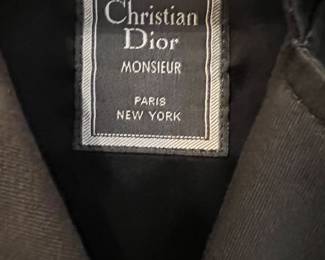 Christian
Dior
MONSIEUR
PARIS
NEW YORK